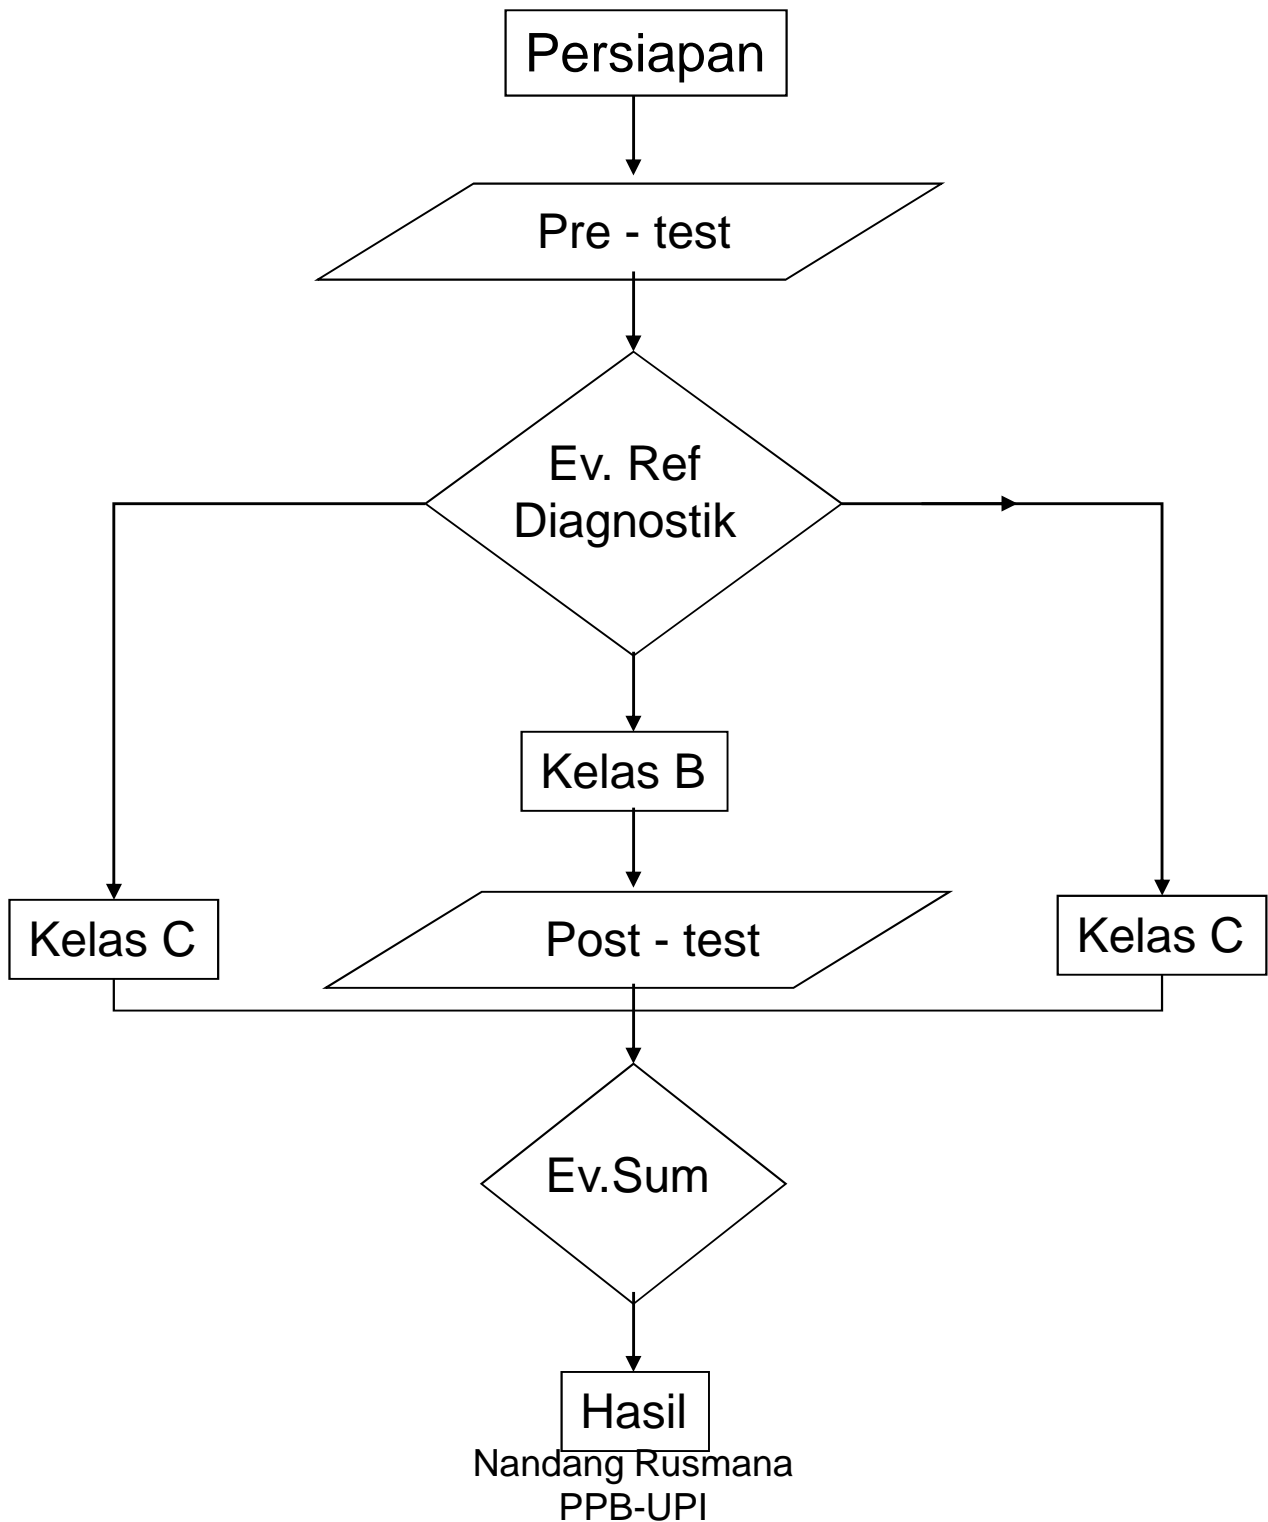 Persiapan
Pre - test
Ev. Ref
Diagnostik
Kelas B
Kelas C
Post - test
Kelas C
Ev.Sum
Hasil
Nandang Rusmana
PPB-UPI